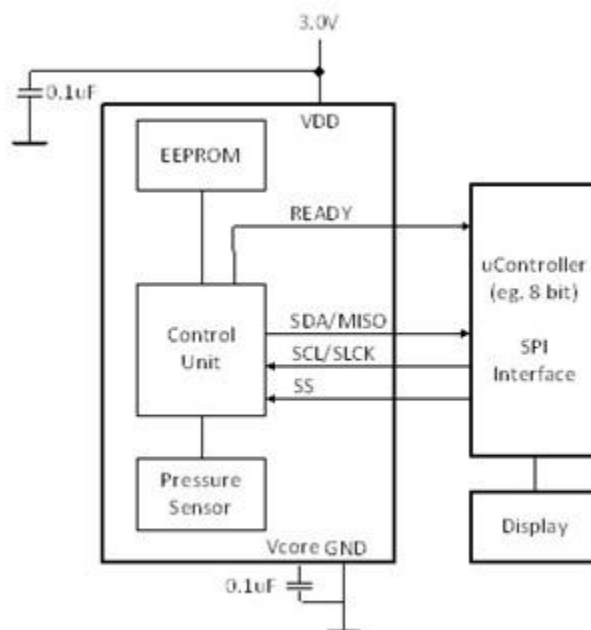 3.0V
0.1uF
VDD
EEPROM
READY
uController
(eg. 8 bit)
SPI
Interface
Control
Unit
SDA/MISO
SCL/SLCK
SS
Pressure
Sensor
Display
Vcore GND
0.1uF